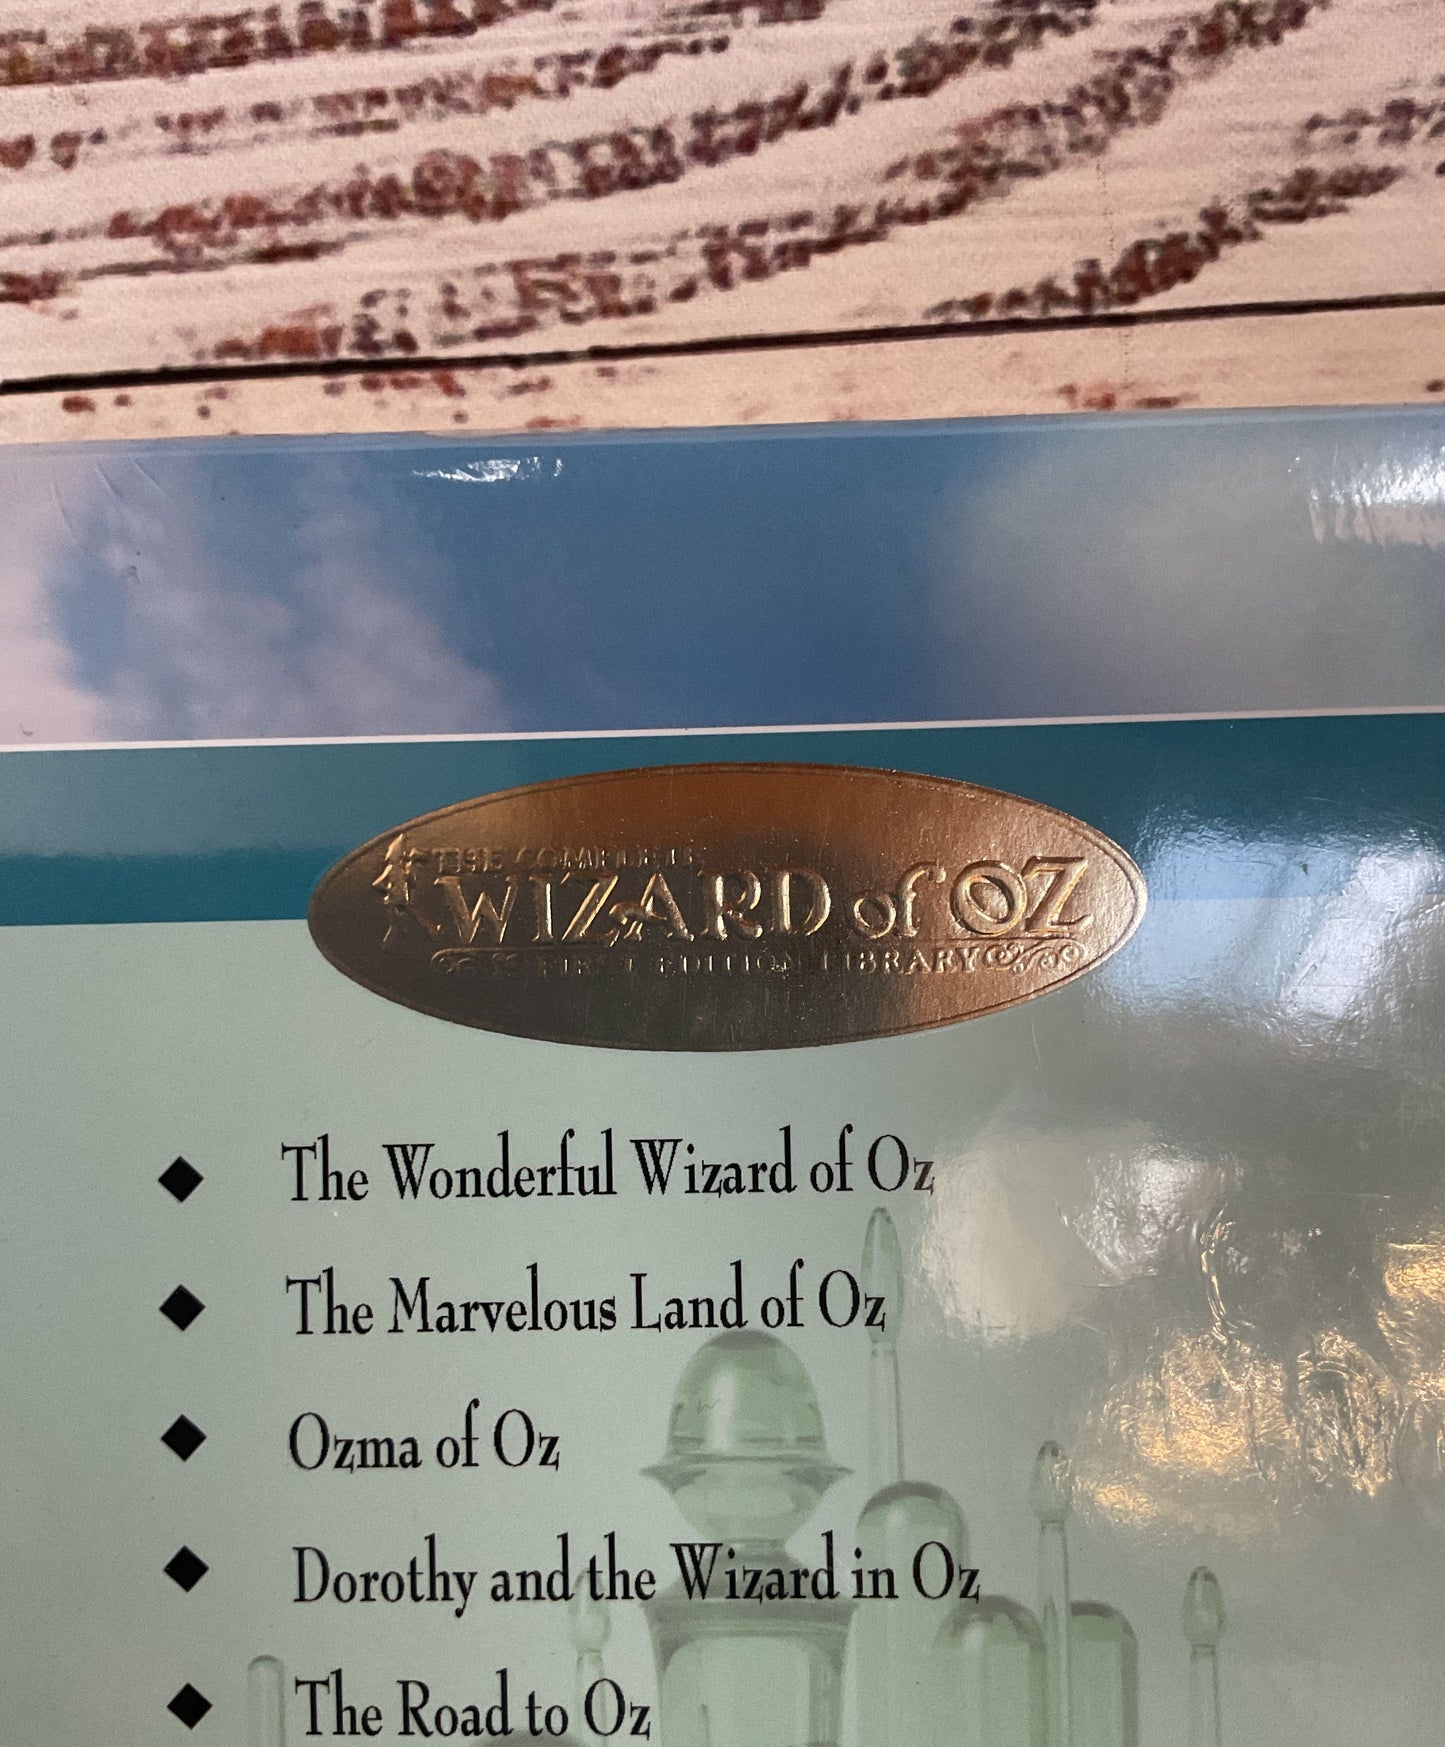 THE COMPLETE
WIZARD of OZ
FIRST EDITION LIBRARY
◆ The Wonderful Wizard of Oz
◆ The Marvelous Land of Oz
◆ Ozma of Oz
◆ Dorothy and the Wizard in Oz
◆ The Road to Oz